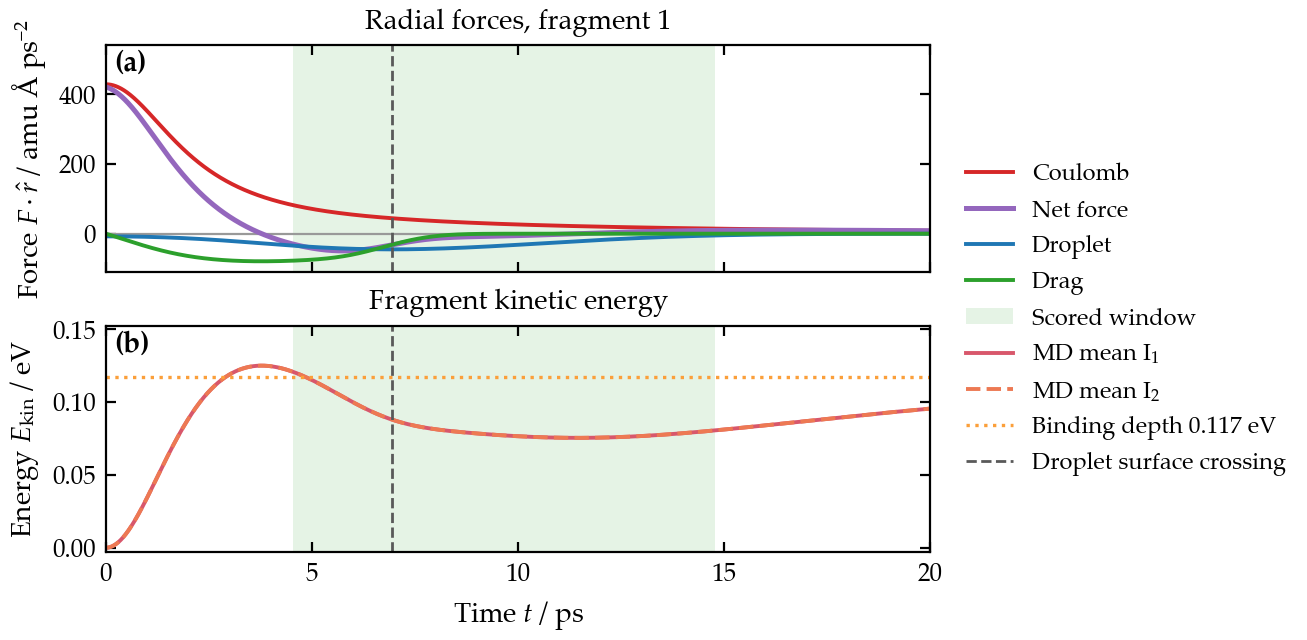 Radial forces, fragment 1
(a)
Force F · r̂ / amu Å ps⁻²
400
200
0
Fragment kinetic energy
(b)
Energy E_kin / eV
0.15
0.10
0.05
0.00
0 5 10 15 20
Time t / ps
Coulomb
Net force
Droplet
Drag
Scored window
MD mean I₁
MD mean I₂
Binding depth 0.117 eV
Droplet surface crossing